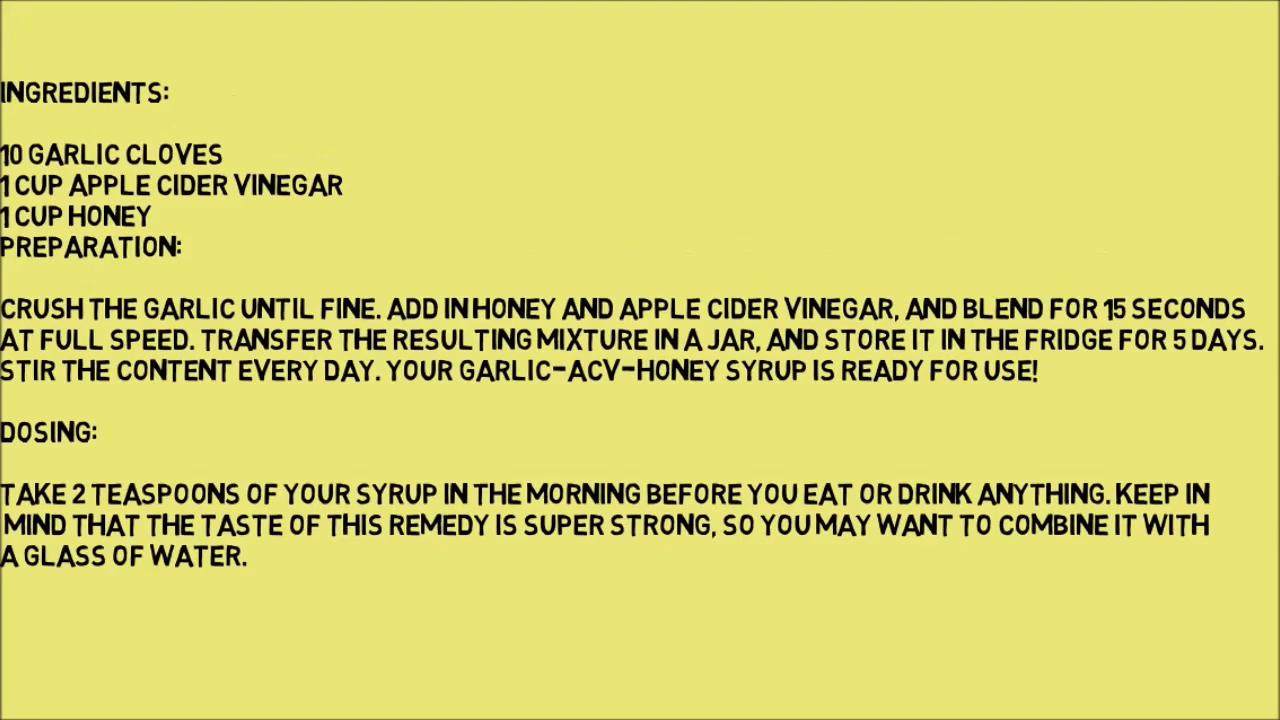 INGREDIENTS:
10 GARLIC CLOVES
1 CUP APPLE CIDER VINEGAR
1 CUP HONEY
PREPARATION:
CRUSH THE GARLIC UNTIL FINE. ADD IN HONEY AND APPLE CIDER VINEGAR, AND BLEND FOR 15 SECONDS
AT FULL SPEED. TRANSFER THE RESULTING MIXTURE IN A JAR, AND STORE IT IN THE FRIDGE FOR 5 DAYS.
STIR THE CONTENT EVERY DAY. YOUR GARLIC-ACV-HONEY SYRUP IS READY FOR USE!
DOSING:
TAKE 2 TEASPOONS OF YOUR SYRUP IN THE MORNING BEFORE YOU EAT OR DRINK ANYTHING. KEEP IN
MIND THAT THE TASTE OF THIS REMEDY IS SUPER STRONG, SO YOU MAY WANT TO COMBINE IT WITH
A GLASS OF WATER.